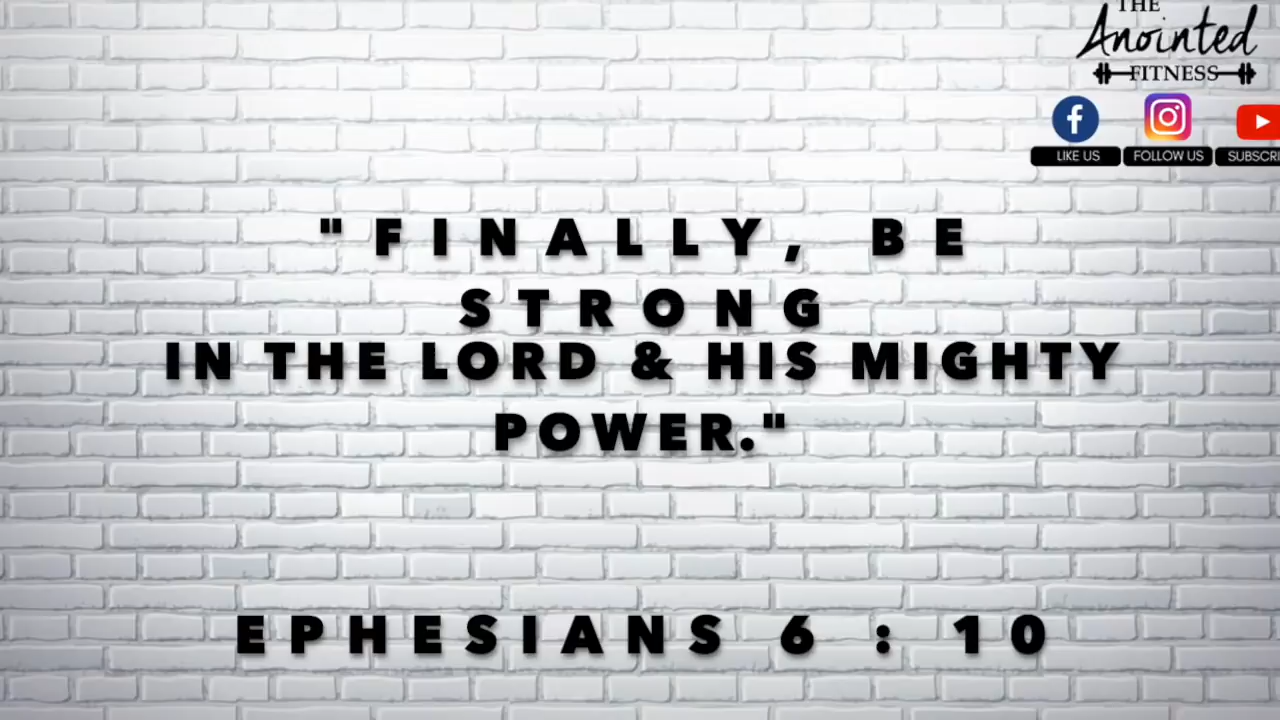 THE
Anointed
FITNESS
LIKE US
FOLLOW US
"FINALLY, BE
STRONG
IN THE LORD & HIS MIGHTY
POWER."
EPHESIANS 6 : 10